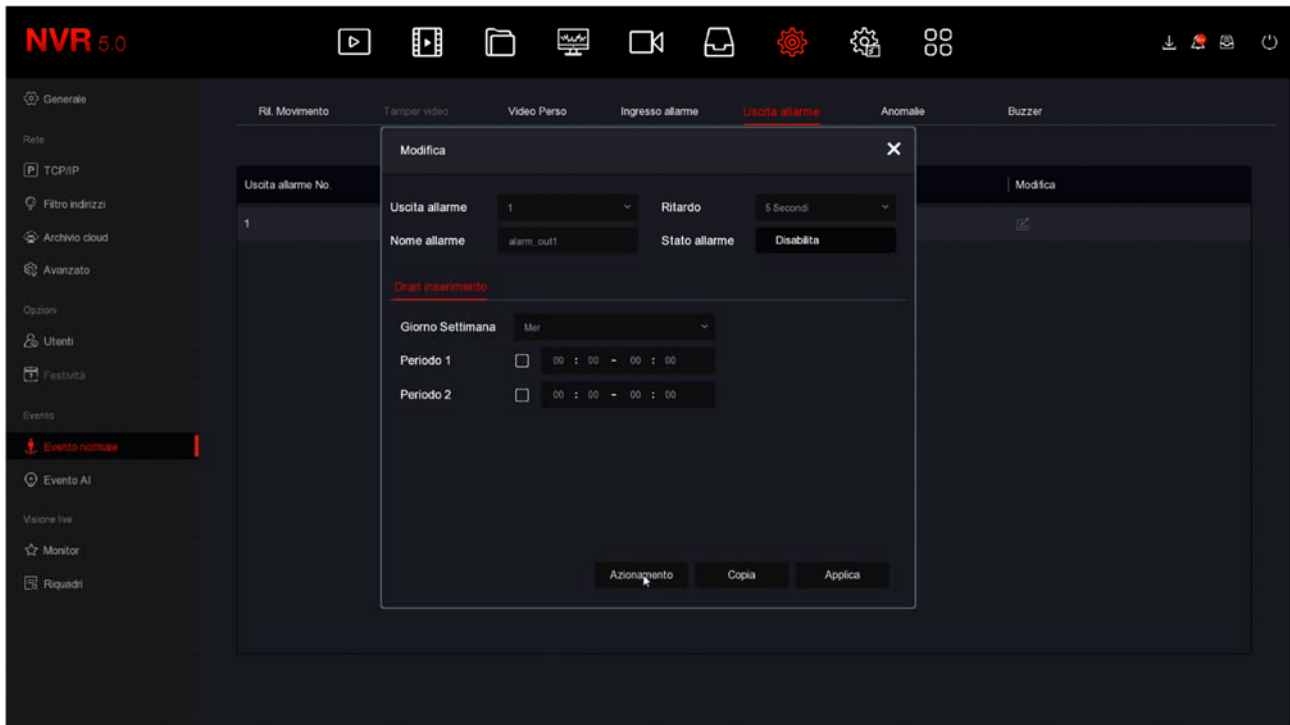 NVR 5.0
Generale
Rete
TCP/IP
Filtro indirizzi
Archivio cloud
Avanzato
Opzioni
Utenti
Festività
Evento
Evento normale
Evento AI
Visione live
Monitor
Riquadri
Ril. Movimento
Tamper video
Video Perso
Ingresso allarme
Uscita allarme
Anomalie
Buzzer
Uscita allarme No.
Modifica
1
Modifica
Uscita allarme 1
Ritardo 5 Secondi
Nome allarme alarm_out1
Stato allarme Disabilita
Orari inserimento
Giorno Settimana Mer
Periodo 1 00 : 00 - 00 : 00
Periodo 2 00 : 00 - 00 : 00
Azionamento
Copia
Applica